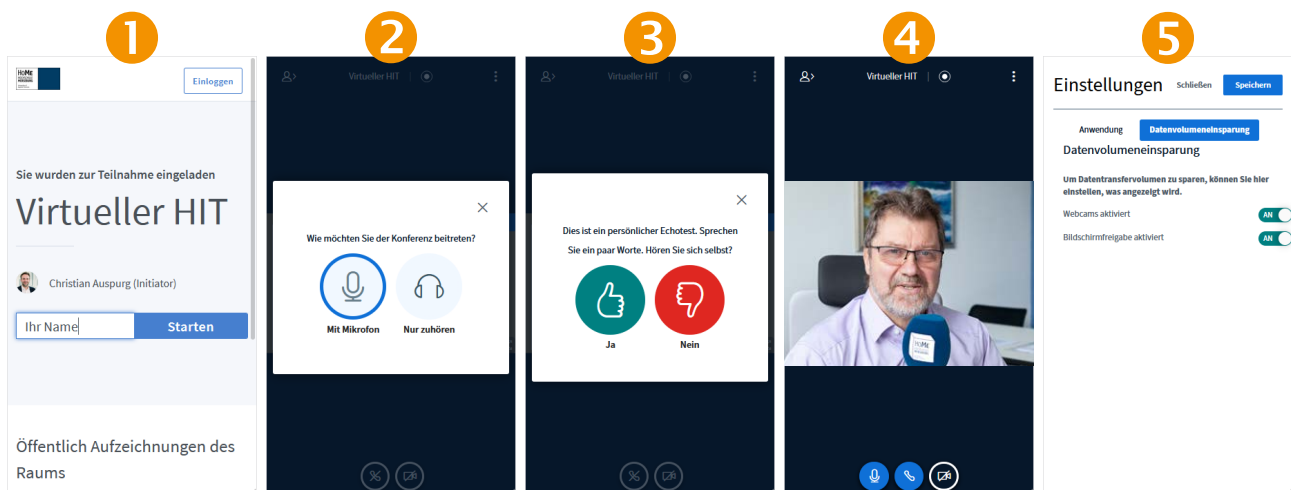 1
2
3
4
5
HoMe
Einloggen
Sie wurden zur Teilnahme eingeladen
Virtueller HIT
Christian Auspurg (Initiator)
Ihr Name
Starten
Öffentlich Aufzeichnungen des
Raums
Virtueller HIT
Wie möchten Sie der Konferenz beitreten?
Mit Mikrofon
Nur zuhören
Virtueller HIT
Dies ist ein persönlicher Echotest. Sprechen
Sie ein paar Worte. Hören Sie sich selbst?
Ja
Nein
Virtueller HIT
HoMe
Einstellungen
Schließen
Speichern
Anwendung
Datenvolumeneinsparung
Datenvolumeneinsparung
Um Datentransfervolumen zu sparen, können Sie hier
einstellen, was angezeigt wird.
Webcams aktiviert
AN
Bildschirmfreigabe aktiviert
AN